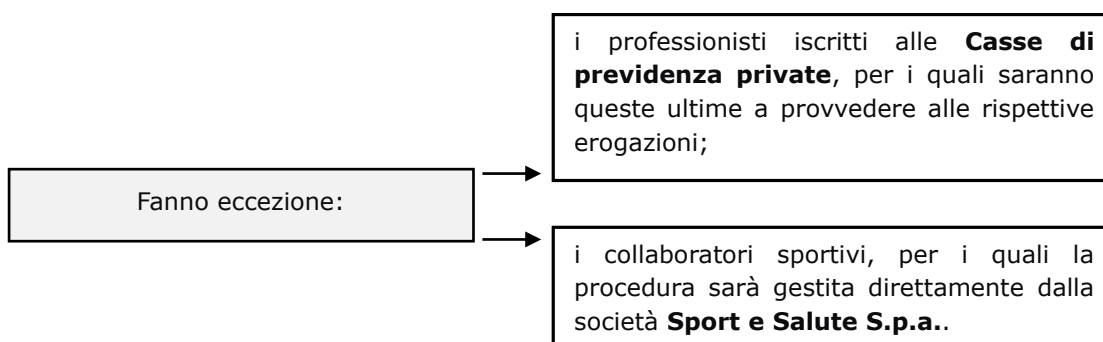 i professionisti iscritti alle Casse di
previdenza private, per i quali saranno
queste ultime a provvedere alle rispettive
erogazioni;
Fanno eccezione:
i collaboratori sportivi, per i quali la
procedura sarà gestita direttamente dalla
società Sport e Salute S.p.a..